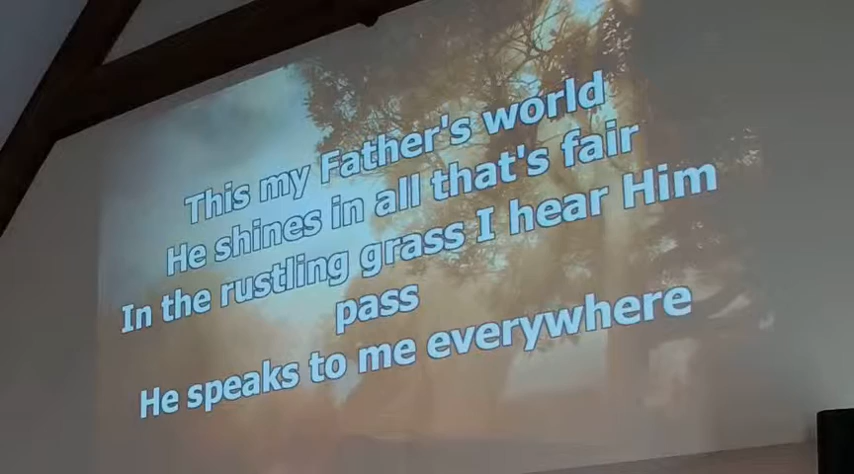 This my Father's world
He shines in all that's fair
In the rustling grass I hear Him
pass
He speaks to me everywhere